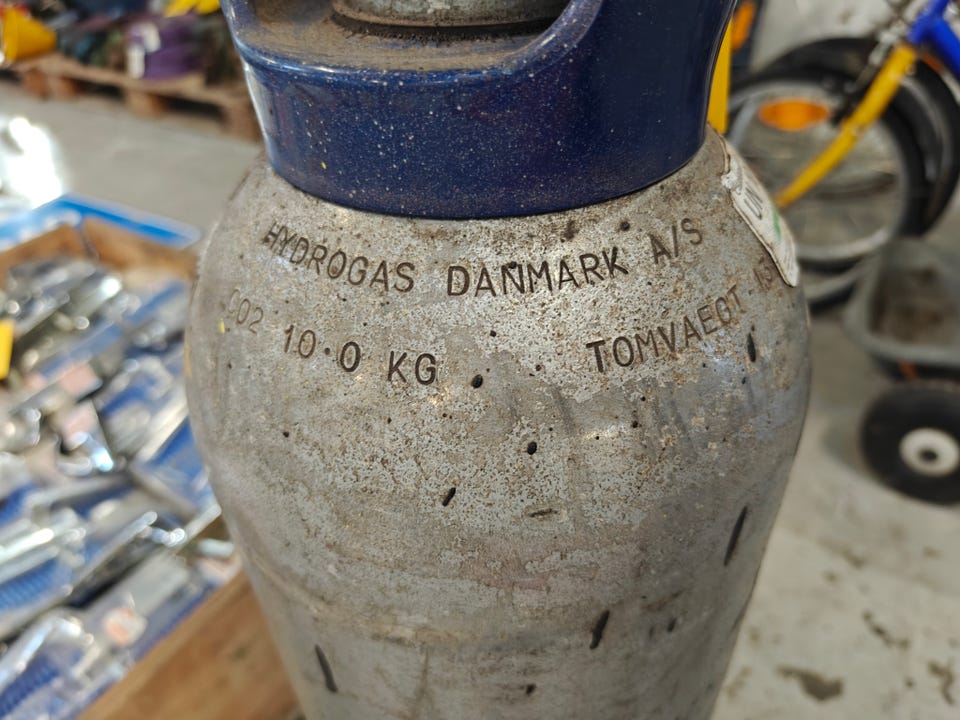 HYDROGAS DANMARK A/S
CO2 10.0 KG TOMVAEGT